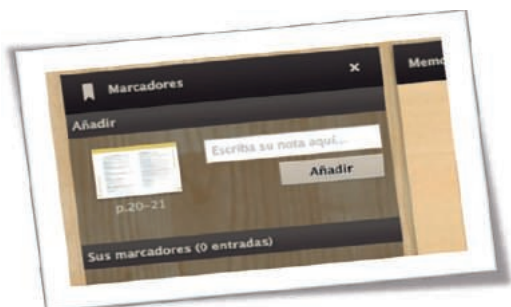 Marcadores
×
Memo
Añadir
Escriba su nota aquí...
Añadir
p.20-21
Sus marcadores (0 entradas)